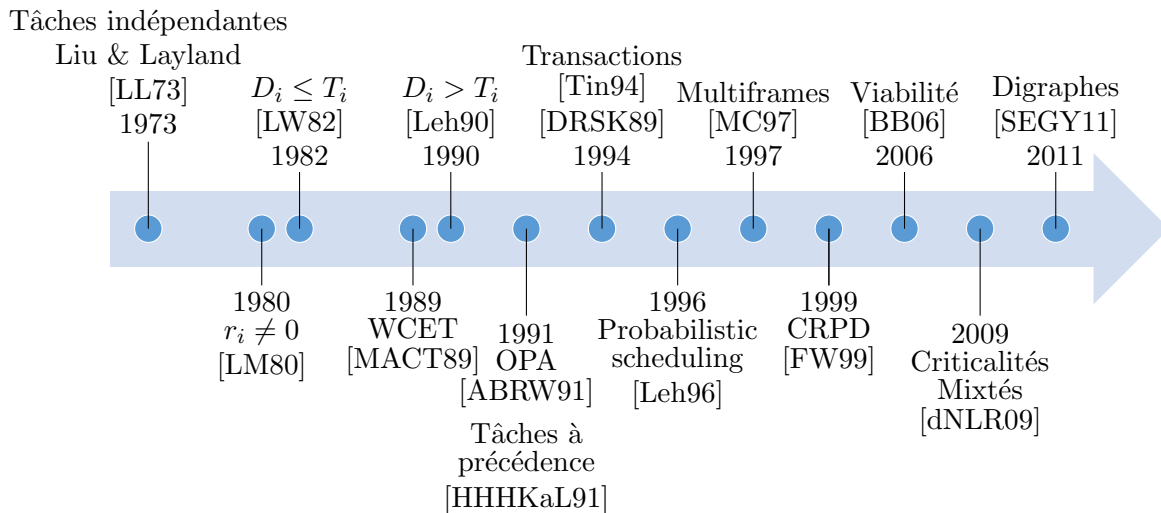 Tâches indépendantes
Liu & Layland
[LL73]
1973
D_i ≤ T_i
[LW82]
1982
D_i > T_i
[Leh90]
1990
Transactions
[Tin94]
[DRSK89]
1994
Multiframes
[MC97]
1997
Viabilité
[BB06]
2006
Digraphes
[SEGY11]
2011
1980
r_i ≠ 0
[LM80]
1989
WCET
[MACT89]
1991
OPA
[ABRW91]
Tâches à
précédence
[HHHKaL91]
1996
Probabilistic
scheduling
[Leh96]
1999
CRPD
[FW99]
2009
Criticalités
Mixtés
[dNLR09]